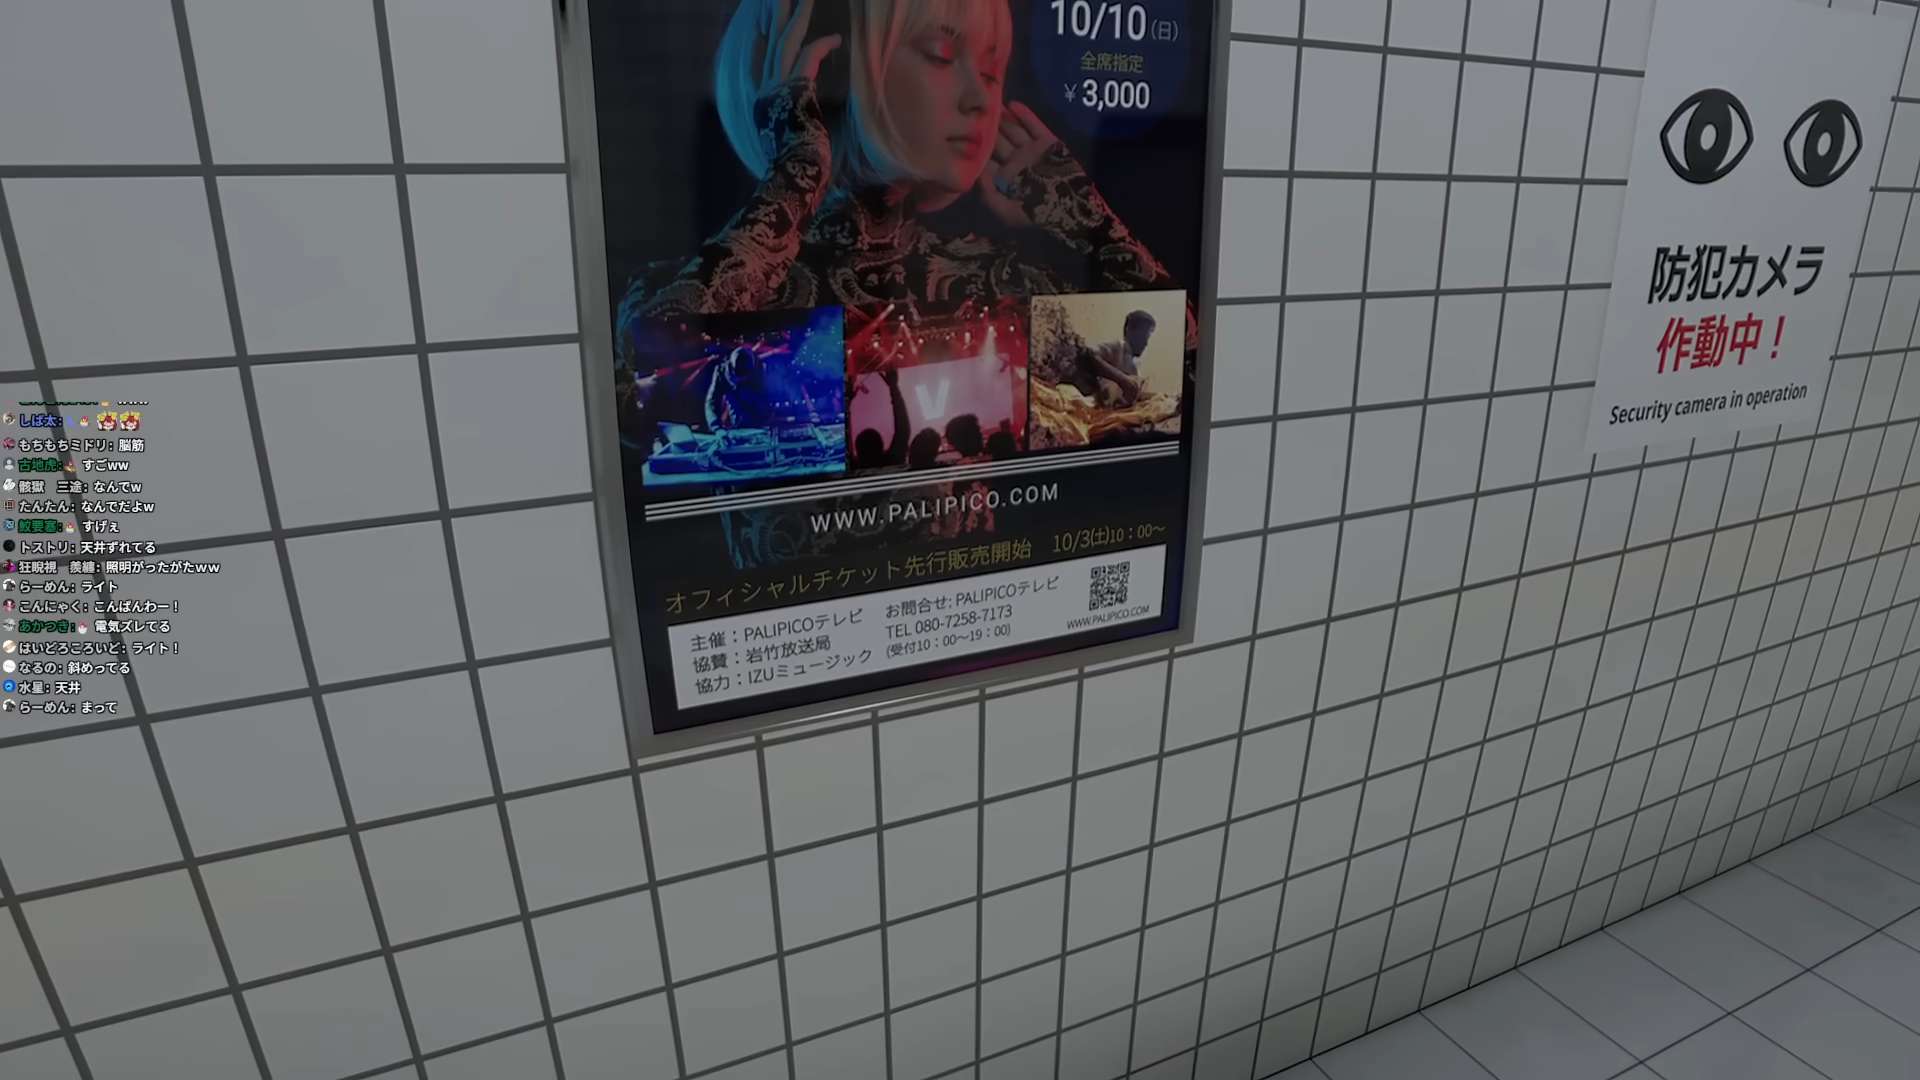 10/10(日)
全席指定
¥3,000
WWW.PALIPICO.COM
オフィシャルチケット先行販売開始 10/3(土)10：00～
主催：PALIPICOテレビ
協賛：岩竹放送局
協力：IZUミュージック
お問合せ: PALIPICOテレビ
TEL 080-7258-7173
(受付10：00～19：00)
WWW.PALIPICO.COM
V
防犯カメラ
作動中！
Security camera in operation
しば太:
もちもちミドリ: 脳筋
古地虎: すごww
骸獄　三途: なんでw
たんたん: なんでだよw
鮫要塞: すげぇ
トストリ: 天井ずれてる
狂睨視　羨纏: 照明がったがたww
らーめん: ライト
こんにゃく: こんばんわー！
あかつき: 電気ズレてる
はいどろころいど: ライト！
なるの: 斜めってる
水星: 天井
らーめん: まって